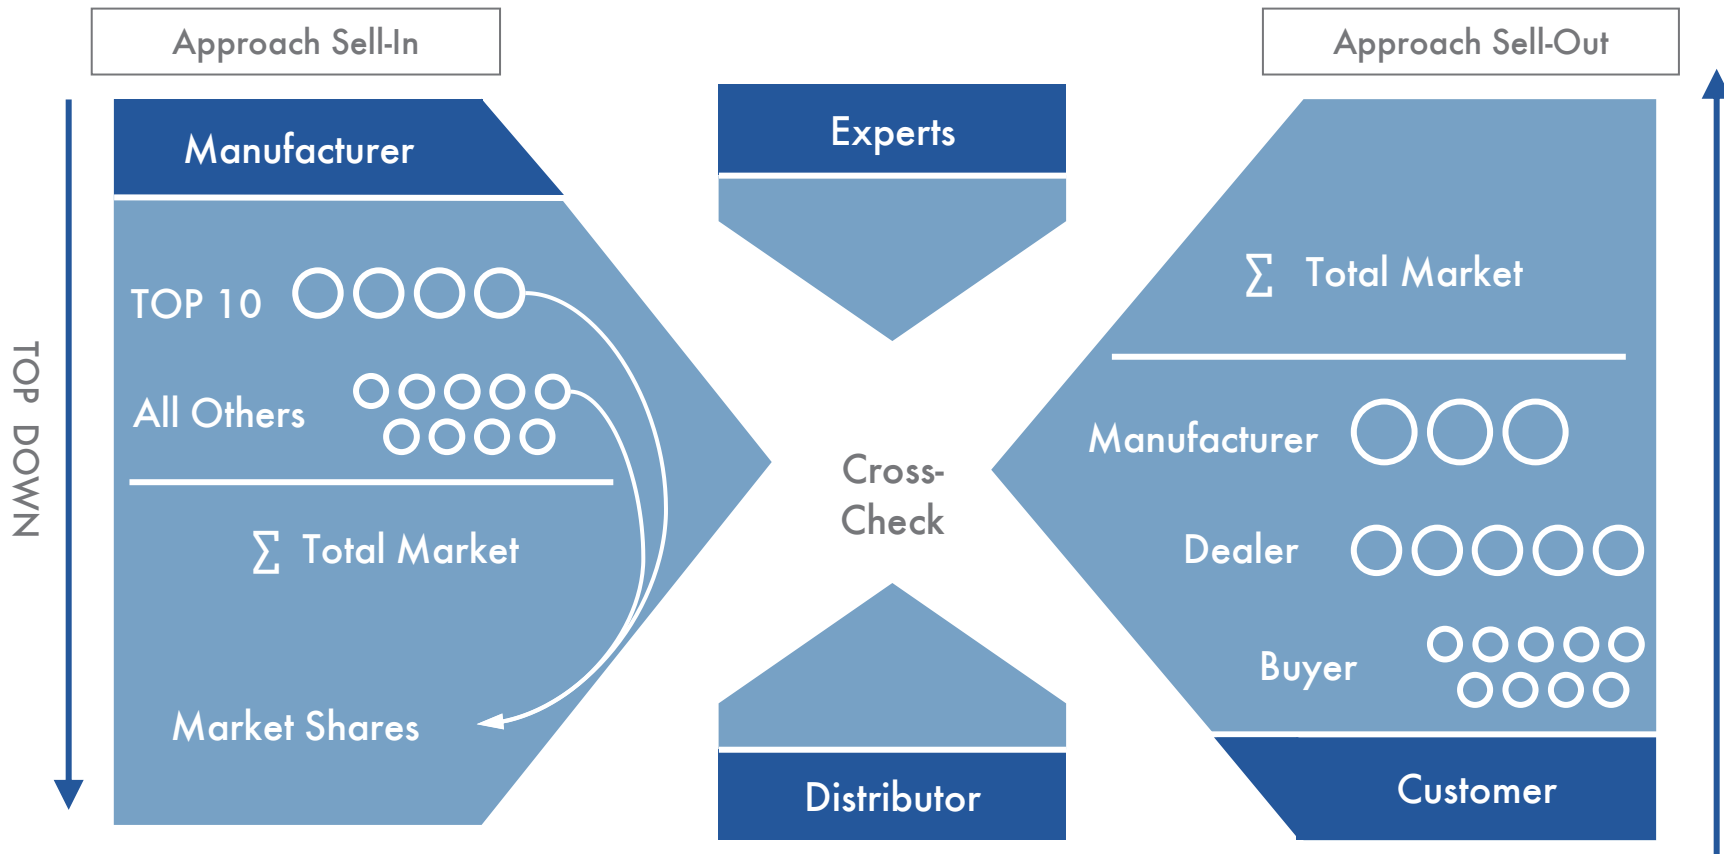 Approach Sell-In
Manufacturer
TOP 10
All Others
∑ Total Market
Market Shares
TOP DOWN
Experts
Cross-
Check
Distributor
Approach Sell-Out
∑ Total Market
Manufacturer
Dealer
Buyer
Customer